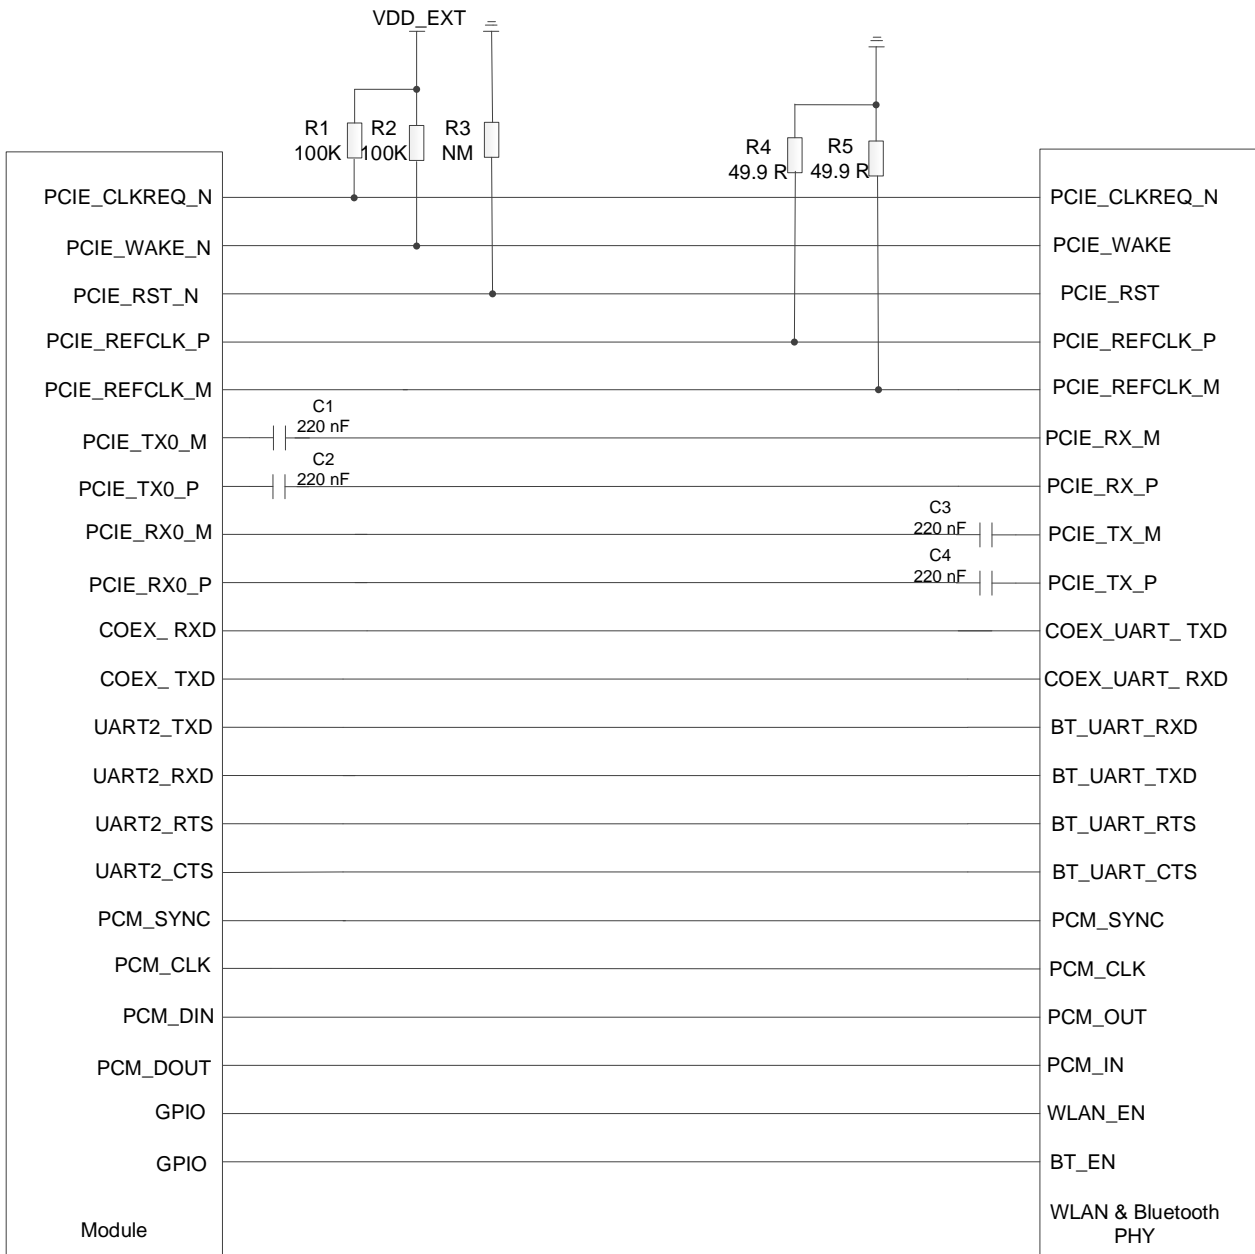 VDD_EXT
R1
100K
R2
100K
R3
NM
R4
49.9 R
R5
49.9 R
PCIE_CLKREQ_N
PCIE_CLKREQ_N
PCIE_WAKE_N
PCIE_WAKE
PCIE_RST_N
PCIE_RST
PCIE_REFCLK_P
PCIE_REFCLK_P
PCIE_REFCLK_M
PCIE_REFCLK_M
C1
220 nF
PCIE_TX0_M
PCIE_RX_M
C2
220 nF
PCIE_TX0_P
PCIE_RX_P
C3
220 nF
PCIE_RX0_M
PCIE_TX_M
C4
220 nF
PCIE_RX0_P
PCIE_TX_P
COEX_ RXD
COEX_UART_ TXD
COEX_ TXD
COEX_UART_ RXD
UART2_TXD
BT_UART_RXD
UART2_RXD
BT_UART_TXD
UART2_RTS
BT_UART_RTS
UART2_CTS
BT_UART_CTS
PCM_SYNC
PCM_SYNC
PCM_CLK
PCM_CLK
PCM_DIN
PCM_OUT
PCM_DOUT
PCM_IN
GPIO
WLAN_EN
GPIO
BT_EN
Module
WLAN & Bluetooth
PHY